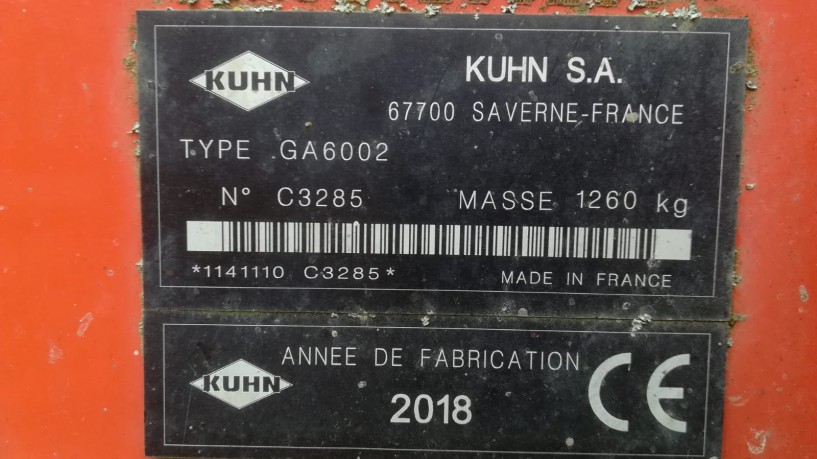 KUHN
KUHN S.A.
67700 SAVERNE-FRANCE
TYPE GA6002
N° C3285 MASSE 1260 kg
*1141110 C3285*
MADE IN FRANCE
KUHN
ANNEE DE FABRICATION
2018
CE